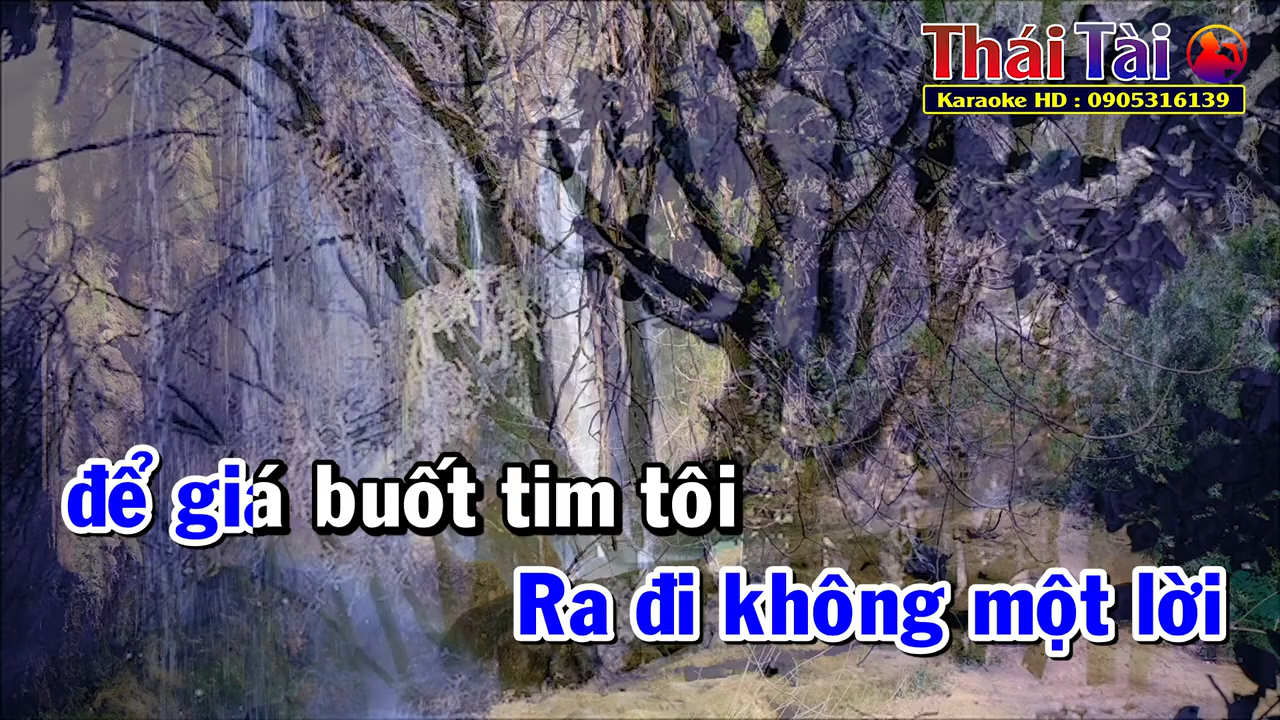 Thái Tài
Karaoke HD : 0905316139
để giá buốt tim tôi
Ra đi không một lời